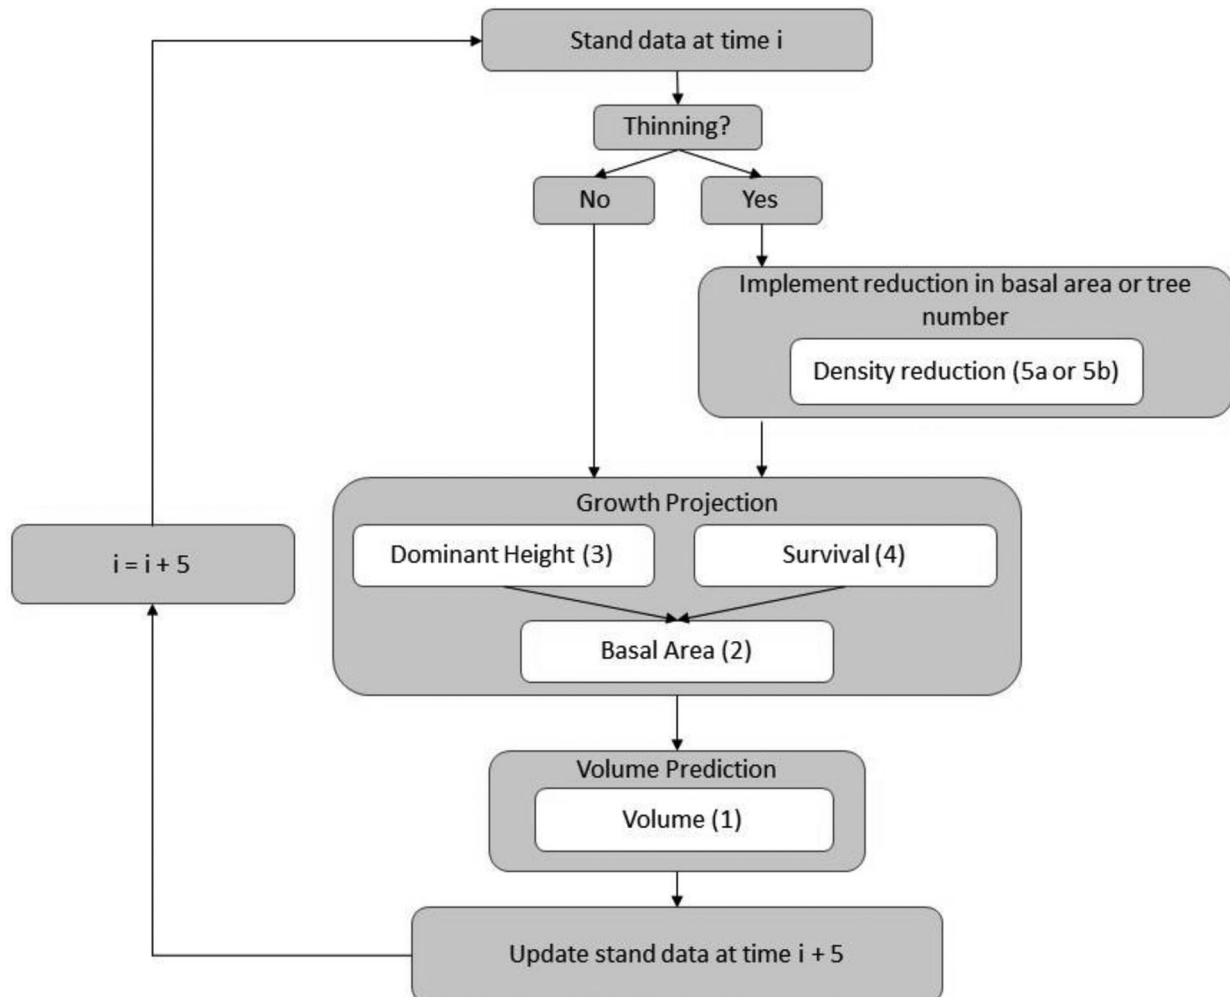 Stand data at time i
Thinning?
No
Yes
Implement reduction in basal area or tree
number
Density reduction (5a or 5b)
Growth Projection
Dominant Height (3)
Survival (4)
i = i + 5
Basal Area (2)
Volume Prediction
Volume (1)
Update stand data at time i + 5